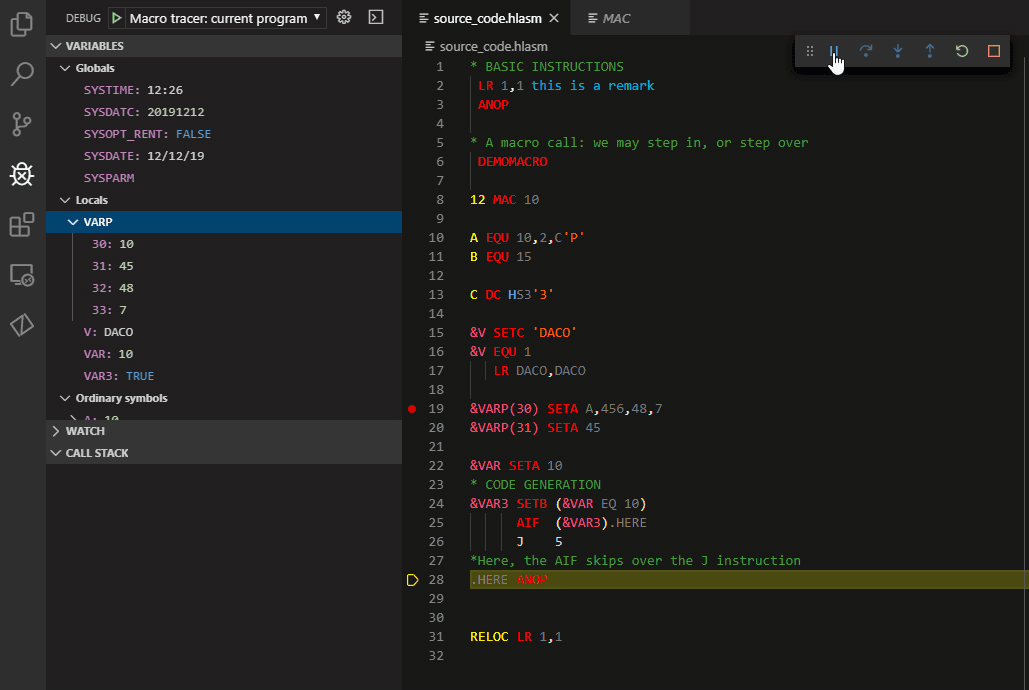 DEBUG Macro tracer: current program
VARIABLES
Globals
SYSTIME: 12:26
SYSDATC: 20191212
SYSOPT_RENT: FALSE
SYSDATE: 12/12/19
SYSPARM
Locals
VARP
30: 10
31: 45
32: 48
33: 7
V: DACO
VAR: 10
VAR3: TRUE
Ordinary symbols
A: 10
WATCH
CALL STACK
source_code.hlasm MAC
source_code.hlasm
1 * BASIC INSTRUCTIONS
2 LR 1,1 this is a remark
3 ANOP
4
5 * A macro call: we may step in, or step over
6 DEMOMACRO
7
8 12 MAC 10
9
10 A EQU 10,2,C'P'
11 B EQU 15
12
13 C DC HS3'3'
14
15 &V SETC 'DACO'
16 &V EQU 1
17 LR DACO,DACO
18
19 &VARP(30) SETA A,456,48,7
20 &VARP(31) SETA 45
21
22 &VAR SETA 10
23 * CODE GENERATION
24 &VAR3 SETB (&VAR EQ 10)
25 AIF (&VAR3).HERE
26 J 5
27 *Here, the AIF skips over the J instruction
28 .HERE ANOP
29
30
31 RELOC LR 1,1
32